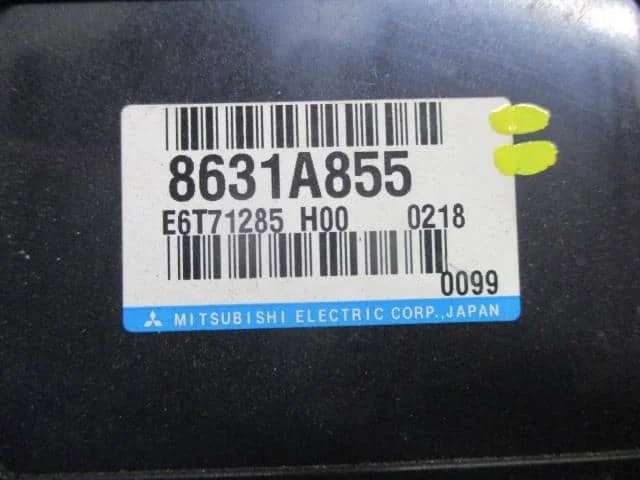 8631A855
E6T71285 H00 0218
0099
MITSUBISHI ELECTRIC CORP.,JAPAN